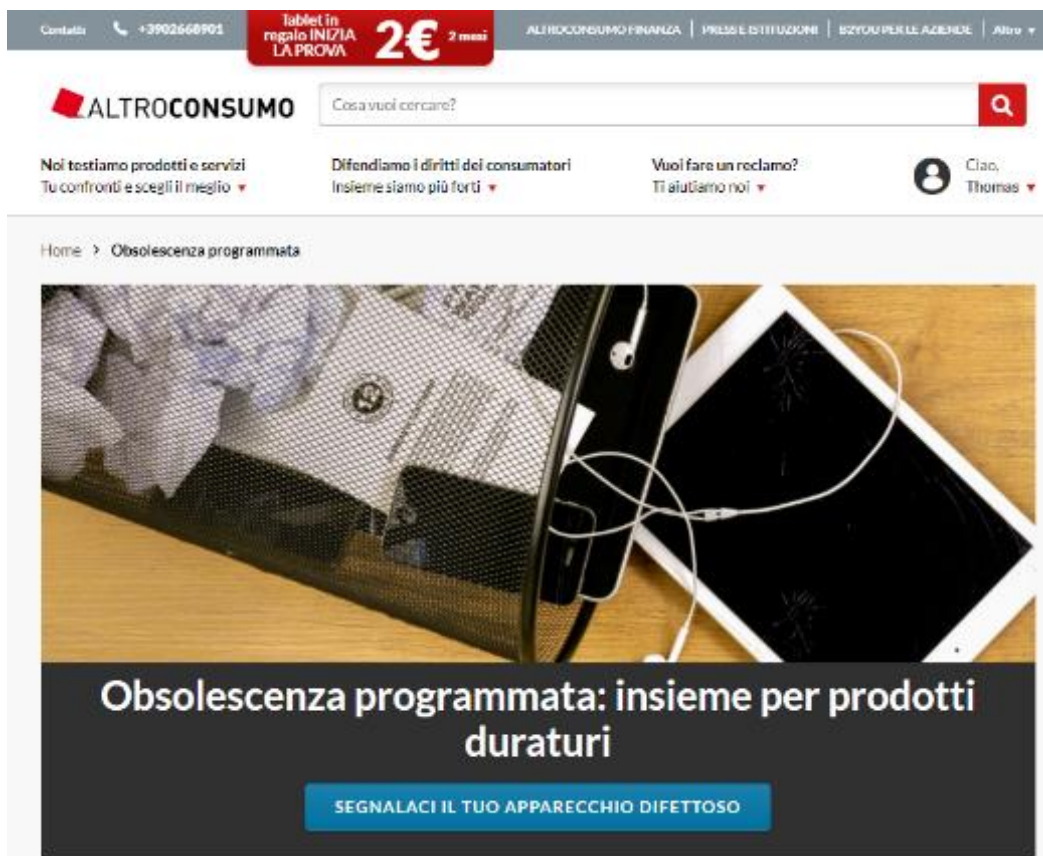 Contatti +3902668901
Tablet in
regalo INIZIA
LA PROVA
2€ 2 mesi
ALTROCONSUMO FINANZA | PRESS E ISTITUZIONI | B2YOU PER LE AZIENDE | Altro
ALTROCONSUMO
Cosa vuoi cercare?
Noi testiamo prodotti e servizi
Tu confronti e scegli il meglio
Difendiamo i diritti dei consumatori
Insieme siamo più forti
Vuoi fare un reclamo?
Ti aiutiamo noi
Ciao,
Thomas
Home > Obsolescenza programmata
Obsolescenza programmata: insieme per prodotti
duraturi
SEGNALACI IL TUO APPARECCHIO DIFETTOSO